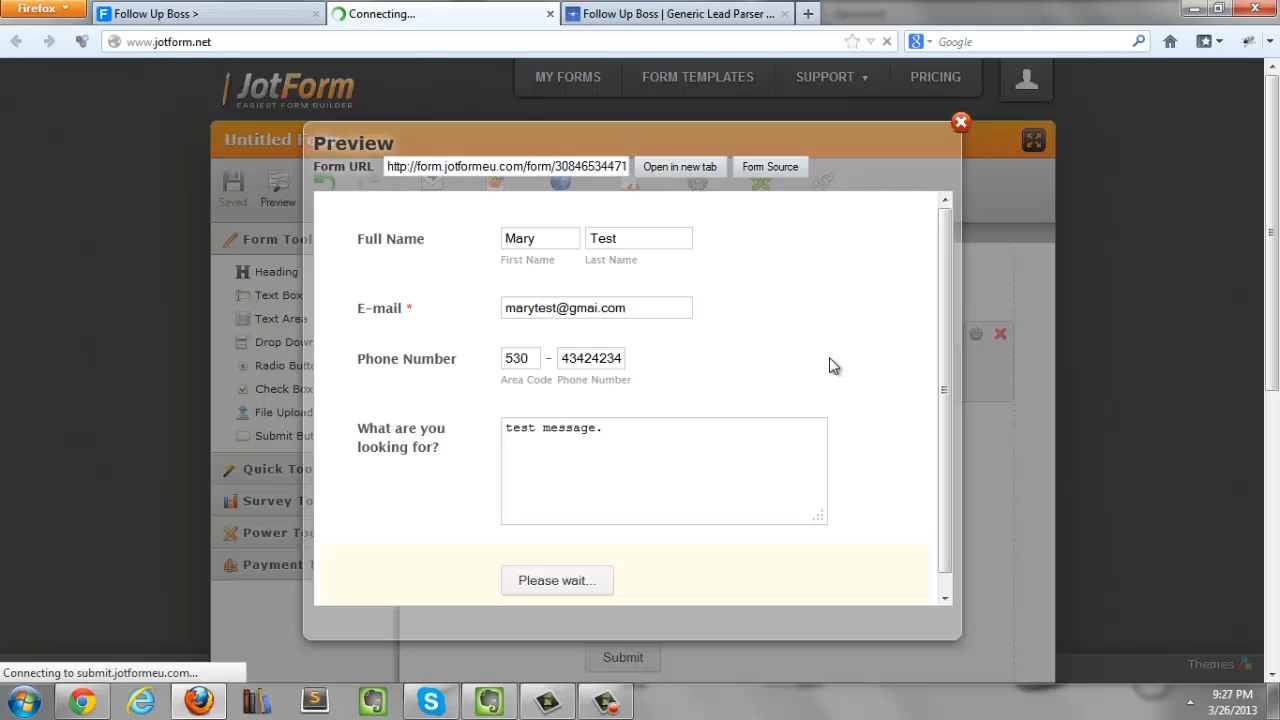 Firefox
Follow Up Boss >
Connecting...
Follow Up Boss | Generic Lead Parser ...
www.jotform.net
Google
JotForm
EASIEST FORM BUILDER
MY FORMS
FORM TEMPLATES
SUPPORT
PRICING
Untitled
Preview
Form URL
http://form.jotformeu.com/form/30846534471
Open in new tab
Form Source
Saved
Preview
Form Tool
Heading
Text Box
Text Area
Drop Down
Radio Butt
Check Box
File Upload
Submit But
Quick Too
Survey To
Power Too
Payment T
Full Name
Mary
Test
First Name
Last Name
E-mail *
marytest@gmai.com
Phone Number
530 - 43424234
Area Code
Phone Number
What are you
looking for?
test message.
Please wait...
Submit
Themes
Connecting to submit.jotformeu.com...
9:27 PM
3/26/2013